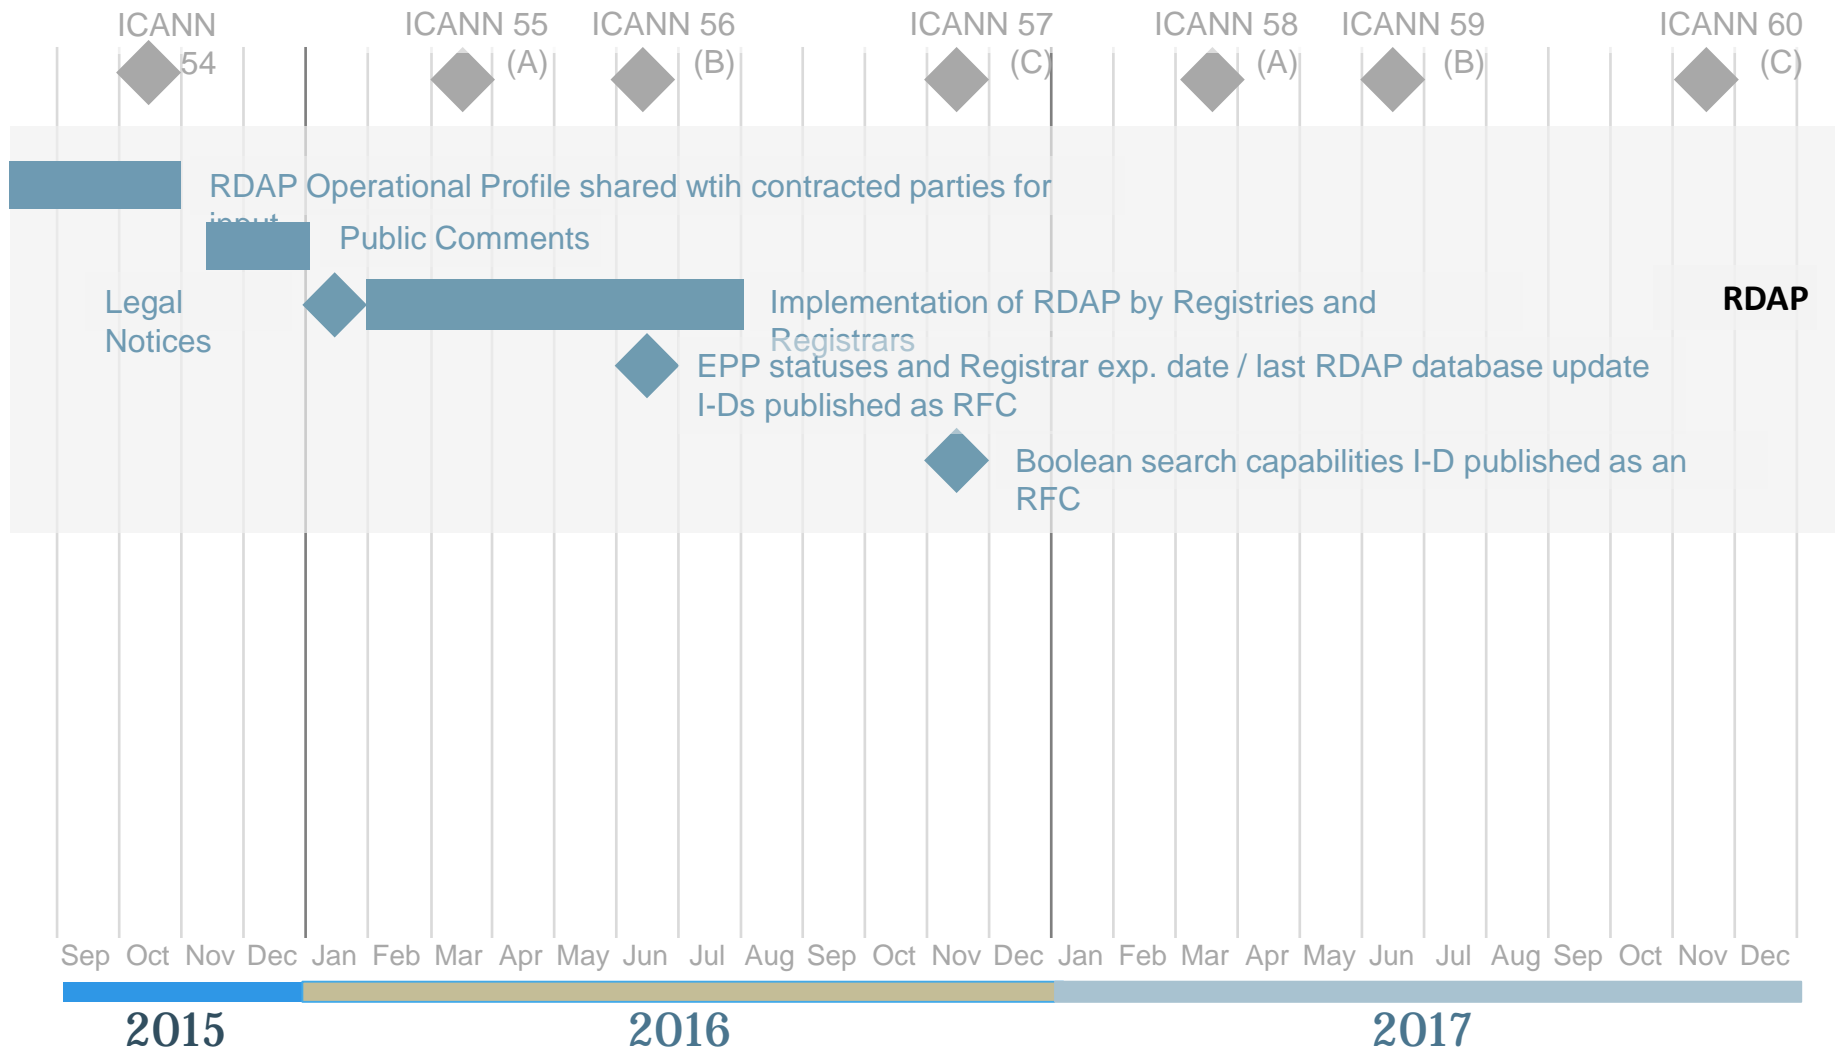 ICANN 54
ICANN 55 (A)
ICANN 56 (B)
ICANN 57 (C)
ICANN 58 (A)
ICANN 59 (B)
ICANN 60 (C)
RDAP Operational Profile shared wtih contracted parties for
input
Public Comments
Legal
Notices
Implementation of RDAP by Registries and
Registrars
RDAP
EPP statuses and Registrar exp. date / last RDAP database update
I-Ds published as RFC
Boolean search capabilities I-D published as an
RFC
Sep Oct Nov Dec Jan Feb Mar Apr May Jun Jul Aug Sep Oct Nov Dec Jan Feb Mar Apr May Jun Jul Aug Sep Oct Nov Dec
2015 2016 2017